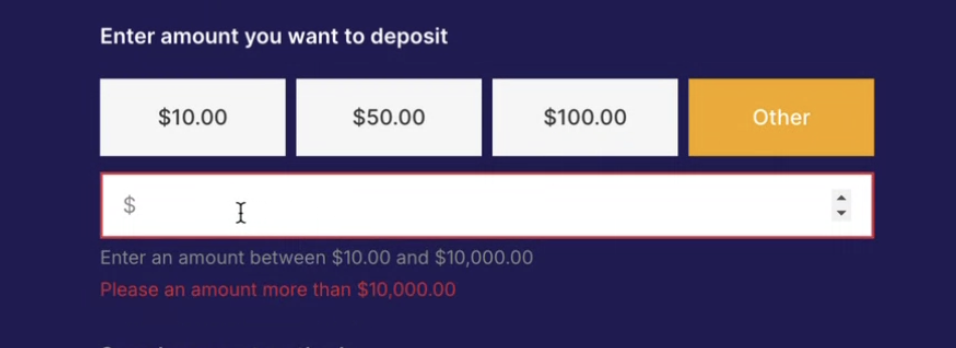 Enter amount you want to deposit
$10.00 $50.00 $100.00 Other
$
Enter an amount between $10.00 and $10,000.00
Please an amount more than $10,000.00